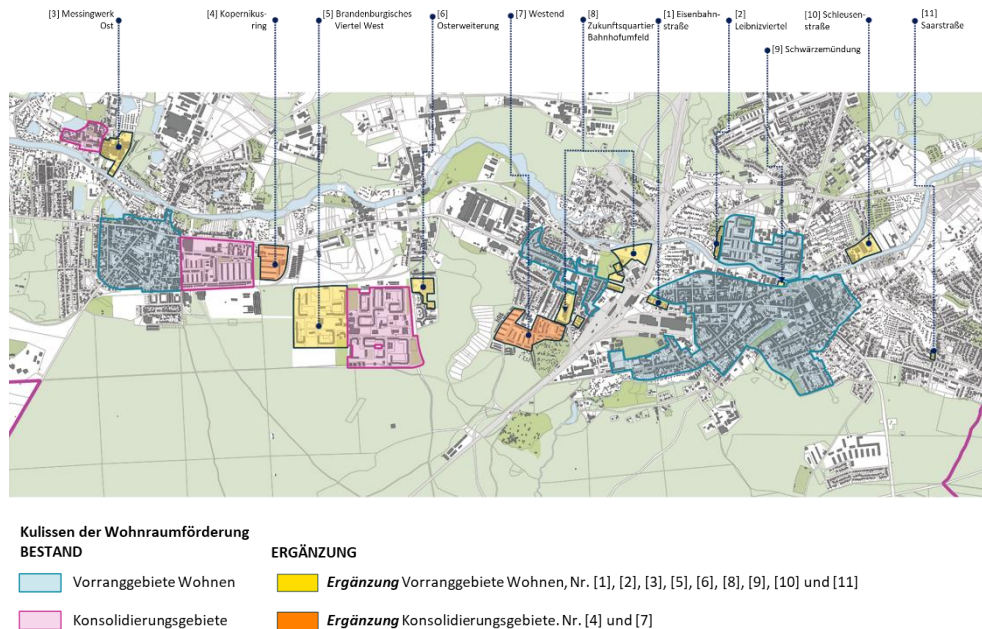 [3] Messingwerk
Ost
[4] Kopernikus-
ring
[5] Brandenburgisches
Viertel West
[6]
Osterweiterung
[7] Westend
[8]
Zukunftsquartier
Bahnhofumfeld
[1] Eisenbahn-
straße
[2]
Leibnizviertel
[9] Schwärzemündung
[10] Schleusen-
straße
[11]
Saarstraße
Kulissen der Wohnraumförderung
BESTAND
ERGÄNZUNG
Vorranggebiete Wohnen
Ergänzung Vorranggebiete Wohnen, Nr. [1], [2], [3], [5], [6], [8], [9], [10] und [11]
Konsolidierungsgebiete
Ergänzung Konsolidierungsgebiete. Nr. [4] und [7]